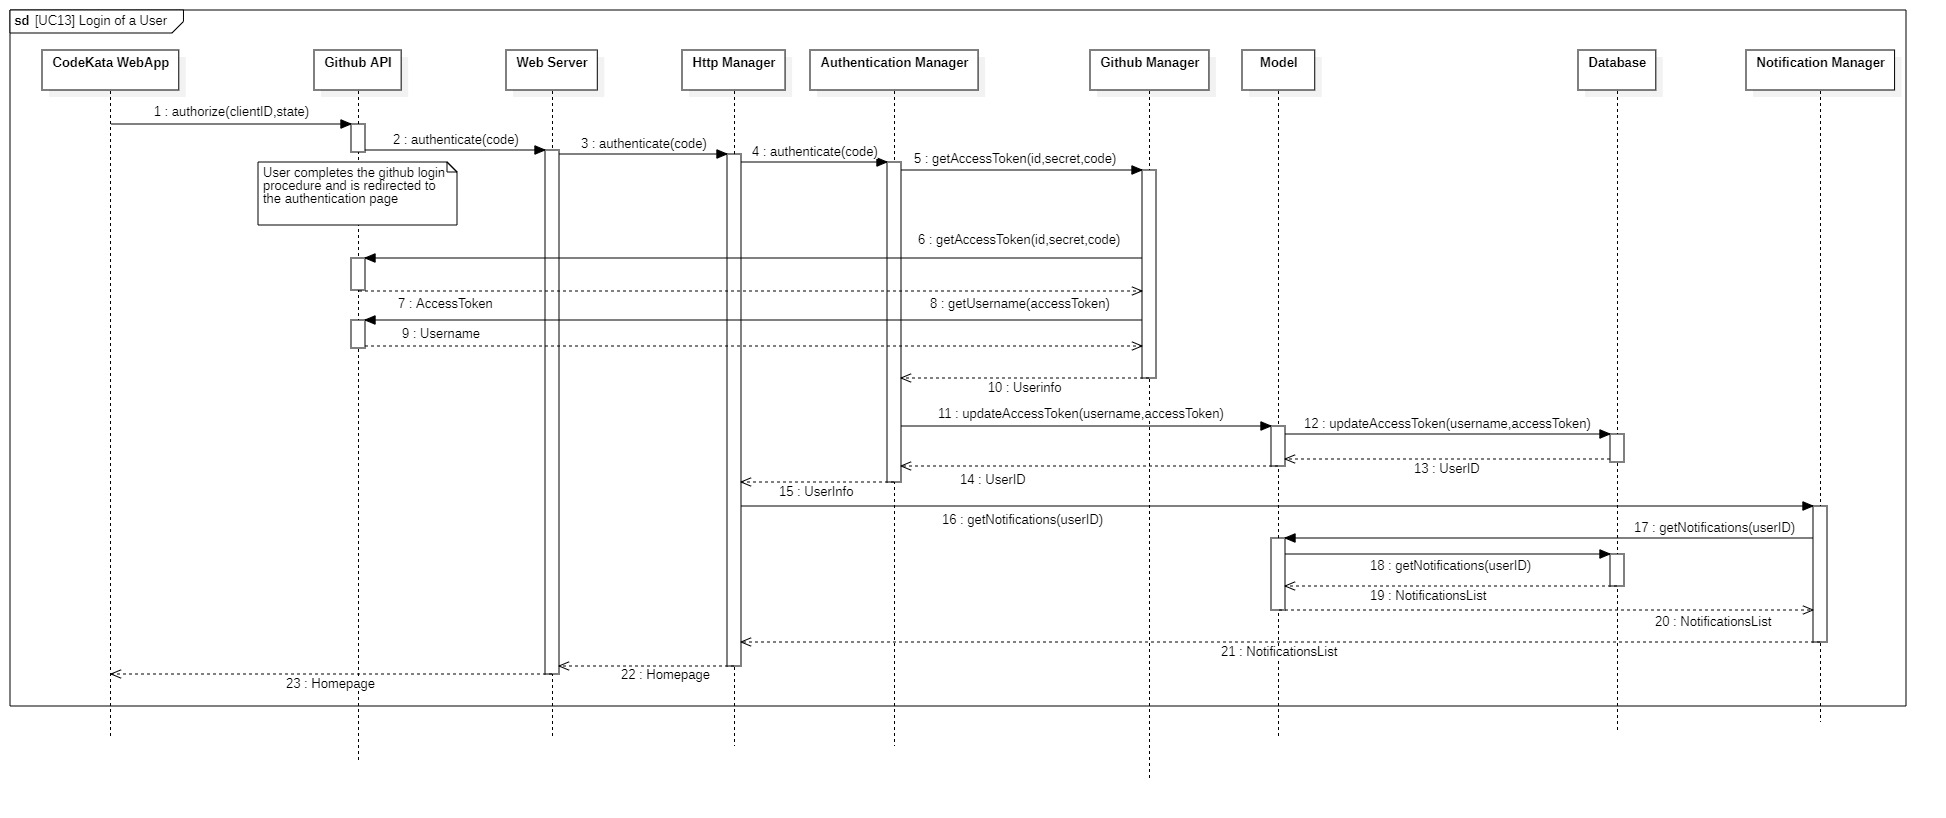 sd [UC13] Login of a User
CodeKata WebApp
Github API
Web Server
Http Manager
Authentication Manager
Github Manager
Model
Database
Notification Manager
1 : authorize(clientID,state)
2 : authenticate(code)
User completes the github login
procedure and is redirected to
the authentication page
3 : authenticate(code)
4 : authenticate(code)
5 : getAccessToken(id,secret,code)
6 : getAccessToken(id,secret,code)
7 : AccessToken
8 : getUsername(accessToken)
9 : Username
10 : Userinfo
11 : updateAccessToken(username,accessToken)
12 : updateAccessToken(username,accessToken)
13 : UserID
14 : UserID
15 : UserInfo
16 : getNotifications(userID)
17 : getNotifications(userID)
18 : getNotifications(userID)
19 : NotificationsList
20 : NotificationsList
21 : NotificationsList
22 : Homepage
23 : Homepage